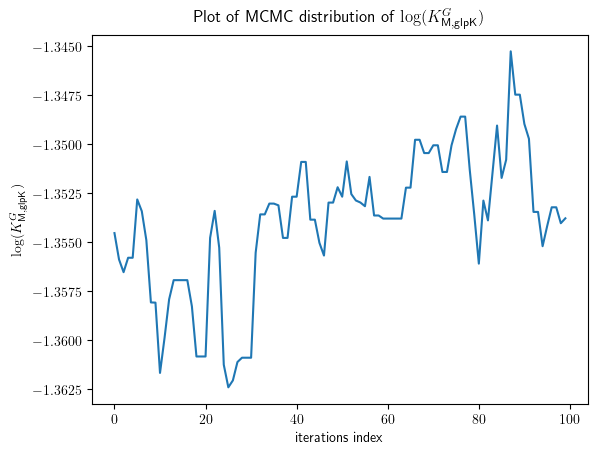 Plot of MCMC distribution of log(K^G_M,glpK)
log(K^G_M,glpK)
−1.3450
−1.3475
−1.3500
−1.3525
−1.3550
−1.3575
−1.3600
−1.3625
0 20 40 60 80 100
iterations index